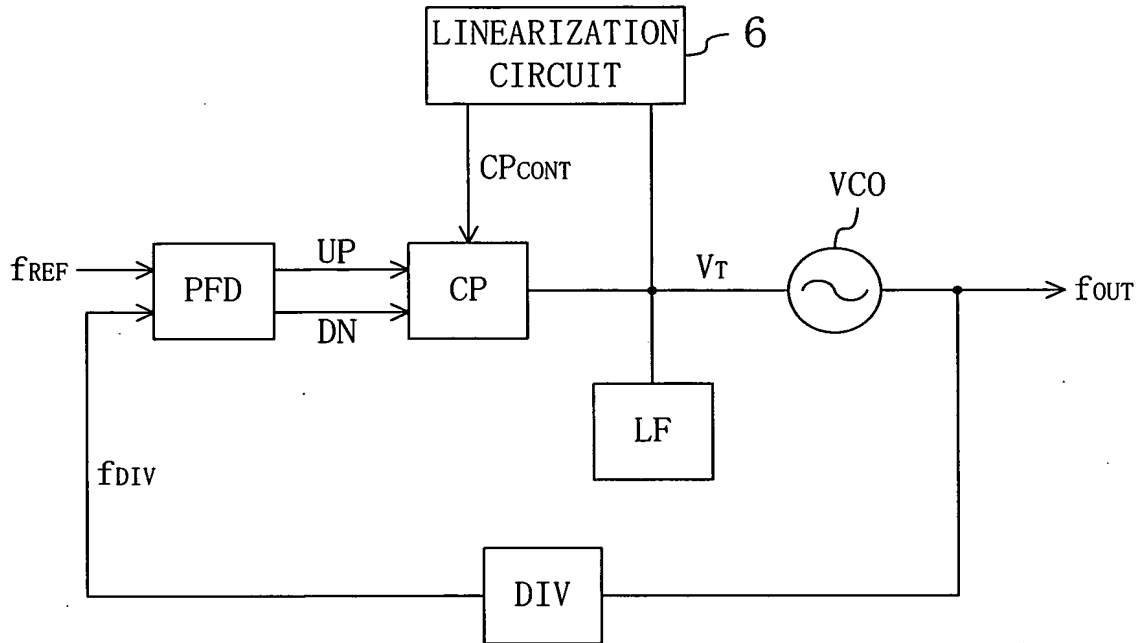 LINEARIZATION
CIRCUIT
6
CPCONT
VCO
fREF
PFD
UP
DN
CP
VT
fOUT
LF
fDIV
DIV